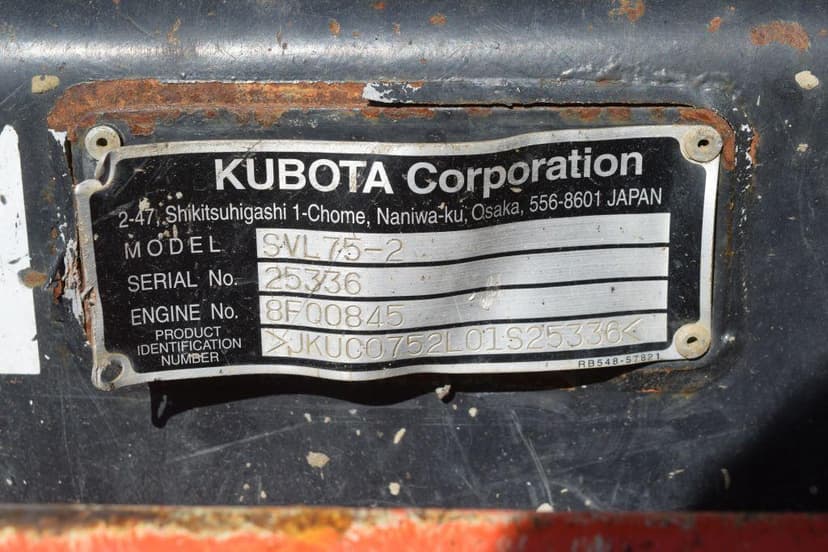 KUBOTA Corporation
2-47, Shikitsuhigashi 1-Chome, Naniwa-ku, Osaka, 556-8601 JAPAN
MODEL SVL75-2
SERIAL No. 25336
ENGINE No. 8F00845
PRODUCT
IDENTIFICATION
NUMBER
>JKUC0752L01S25336<
RB548-57821